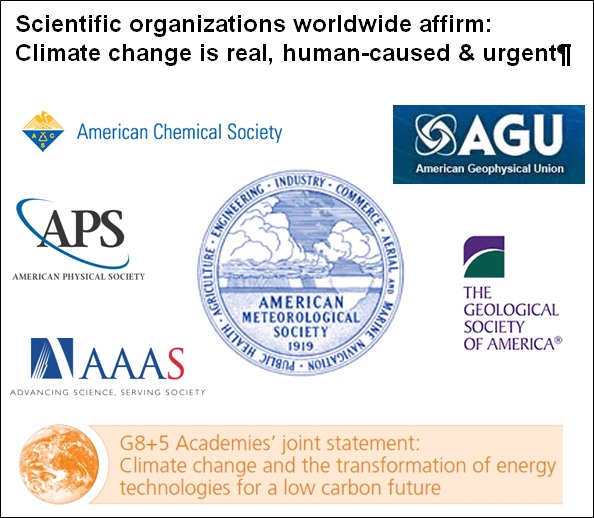 Scientific organizations worldwide affirm:
Climate change is real, human-caused & urgent¶
American Chemical Society
A C S
AGU
American Geophysical Union
APS
AMERICAN PHYSICAL SOCIETY
AGRICULTURE · ENGINEERING · INDUSTRY · COMMERCE · AERIAL AND MARINE NAVIGATION · PUBLIC HEALTH ·
AMERICAN
METEOROLOGICAL
SOCIETY
1919
THE
GEOLOGICAL
SOCIETY
OF AMERICA®
AAAS
ADVANCING SCIENCE, SERVING SOCIETY
G8+5 Academies' joint statement:
Climate change and the transformation of energy
technologies for a low carbon future